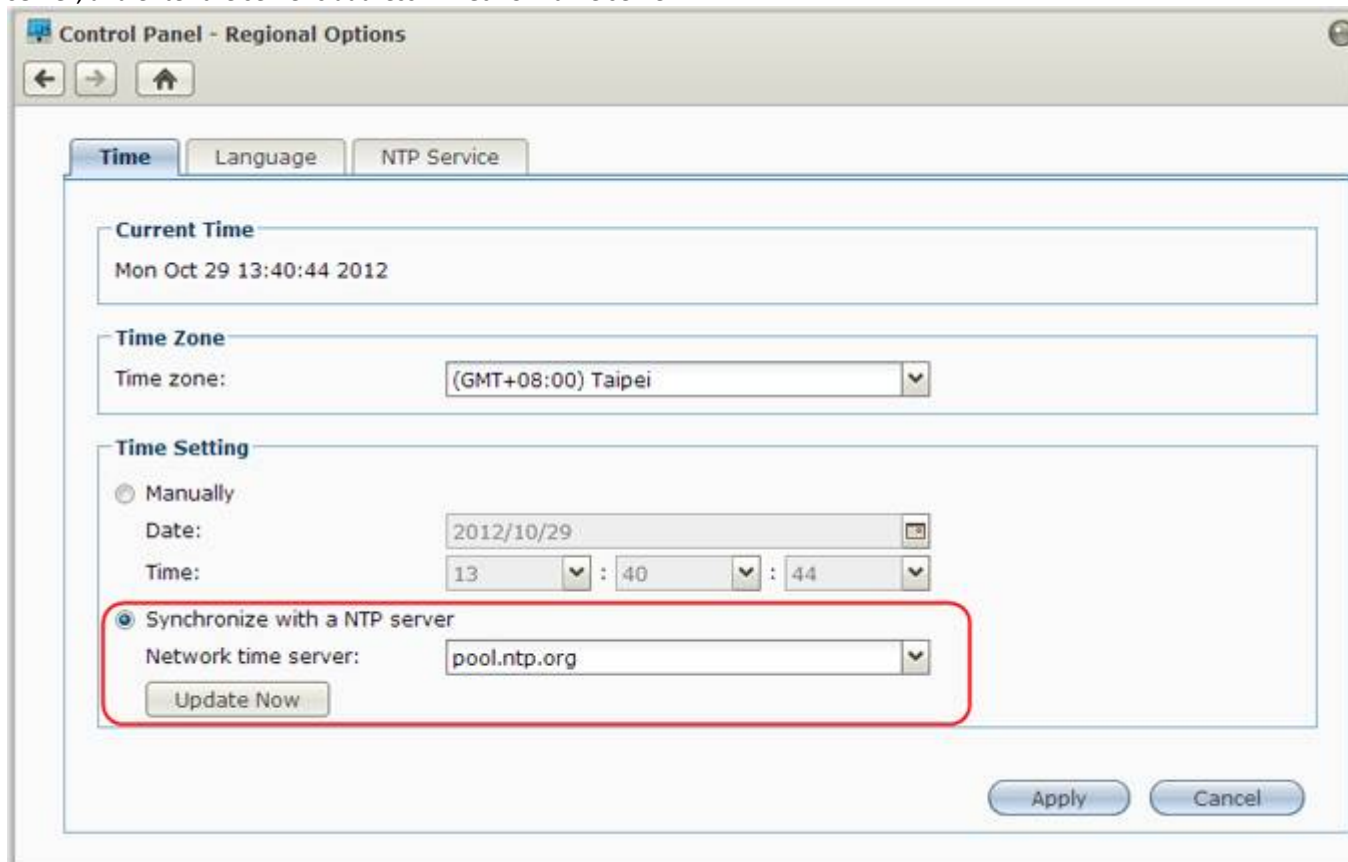 Control Panel - Regional Options
Time Language NTP Service
Current Time
Mon Oct 29 13:40:44 2012
Time Zone
Time zone: (GMT+08:00) Taipei
Time Setting
Manually
Date: 2012/10/29
Time: 13 : 40 : 44
Synchronize with a NTP server
Network time server: pool.ntp.org
Update Now
Apply Cancel